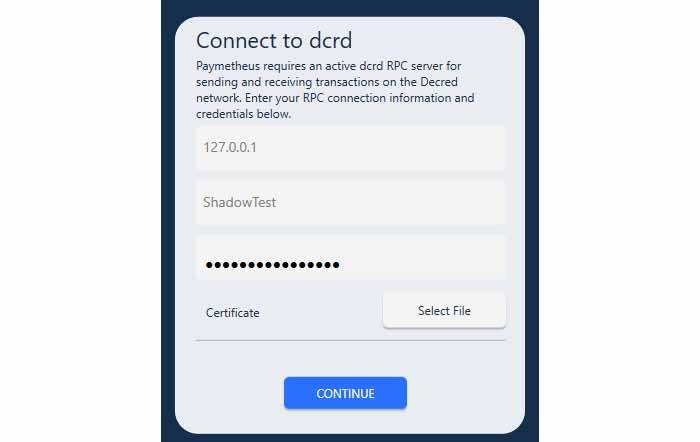 Connect to dcrd
Paymetheus requires an active dcrd RPC server for
sending and receiving transactions on the Decred
network. Enter your RPC connection information and
credentials below.
127.0.0.1
ShadowTest
●●●●●●●●●●●●●●●●
Certificate
Select File
CONTINUE